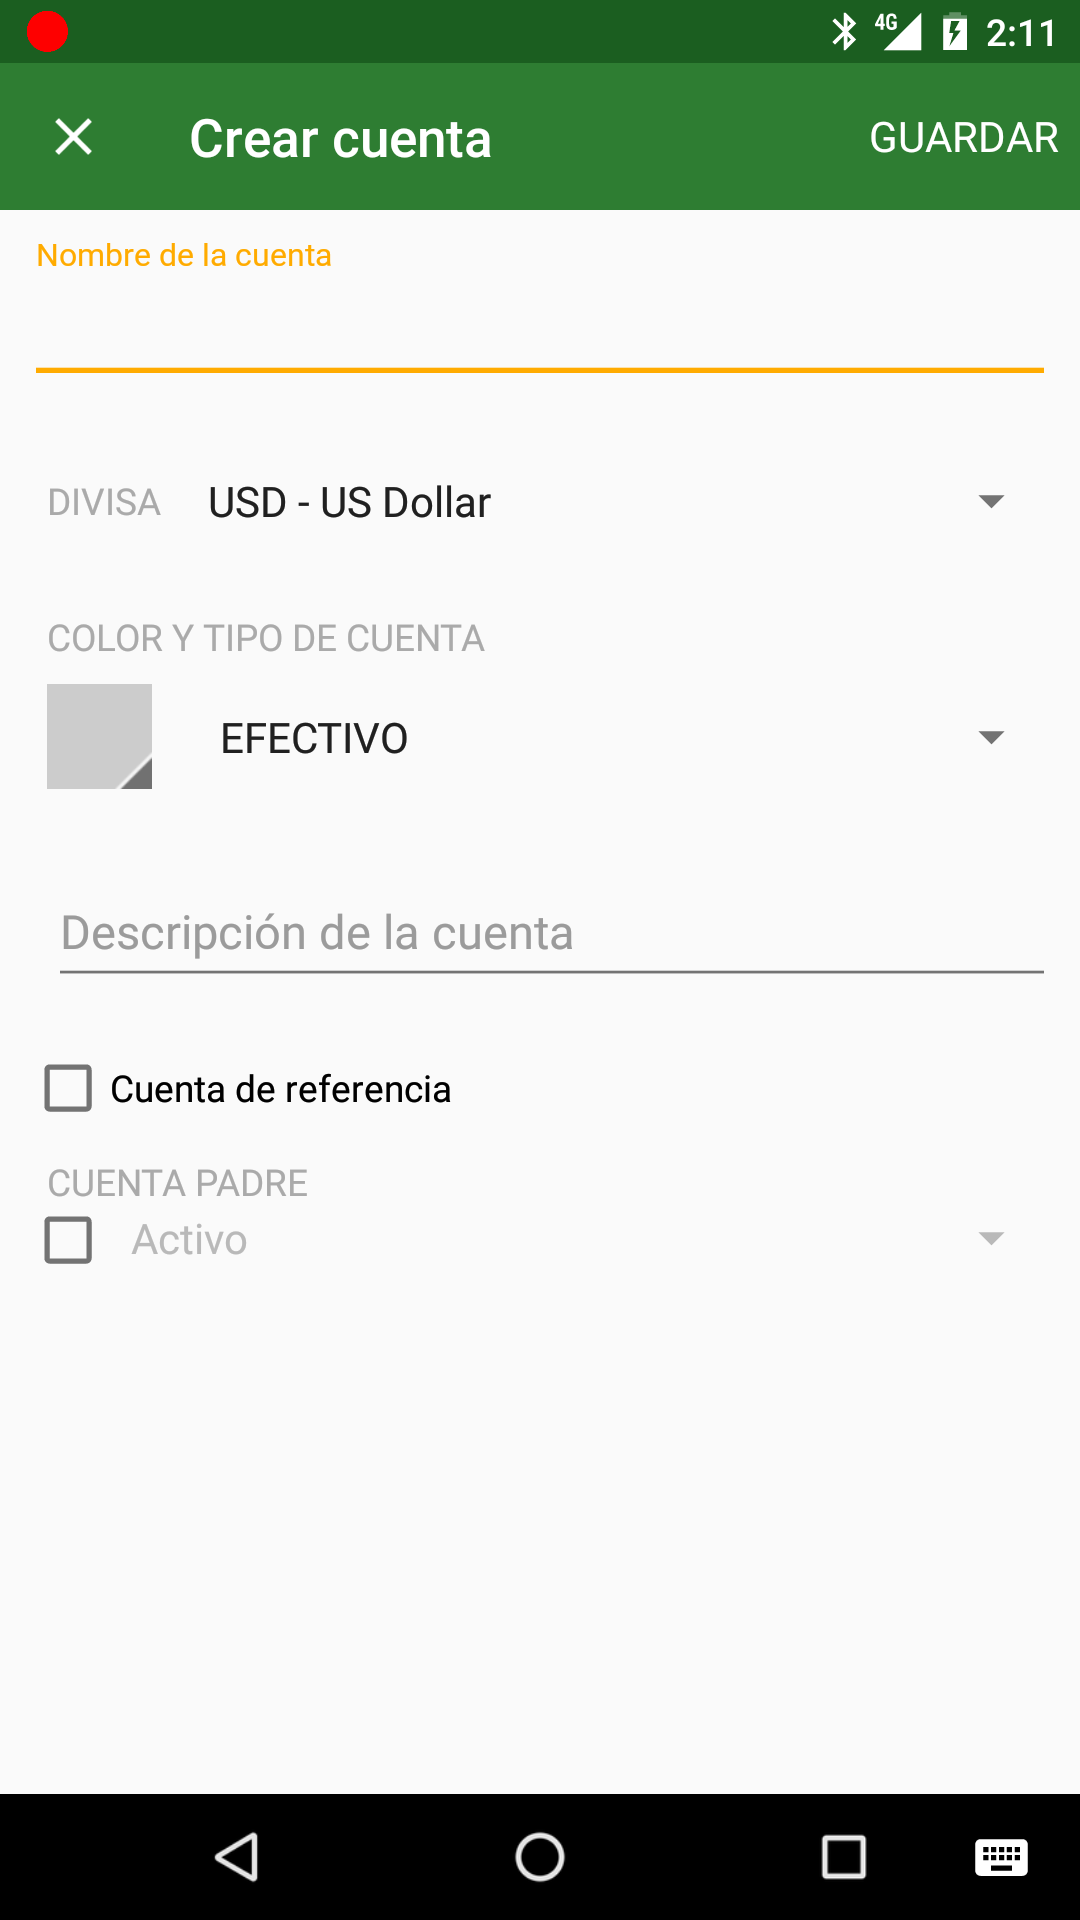 4G 2:11
Crear cuenta GUARDAR
Nombre de la cuenta
DIVISA USD - US Dollar
COLOR Y TIPO DE CUENTA
EFECTIVO
Descripción de la cuenta
Cuenta de referencia
CUENTA PADRE
Activo